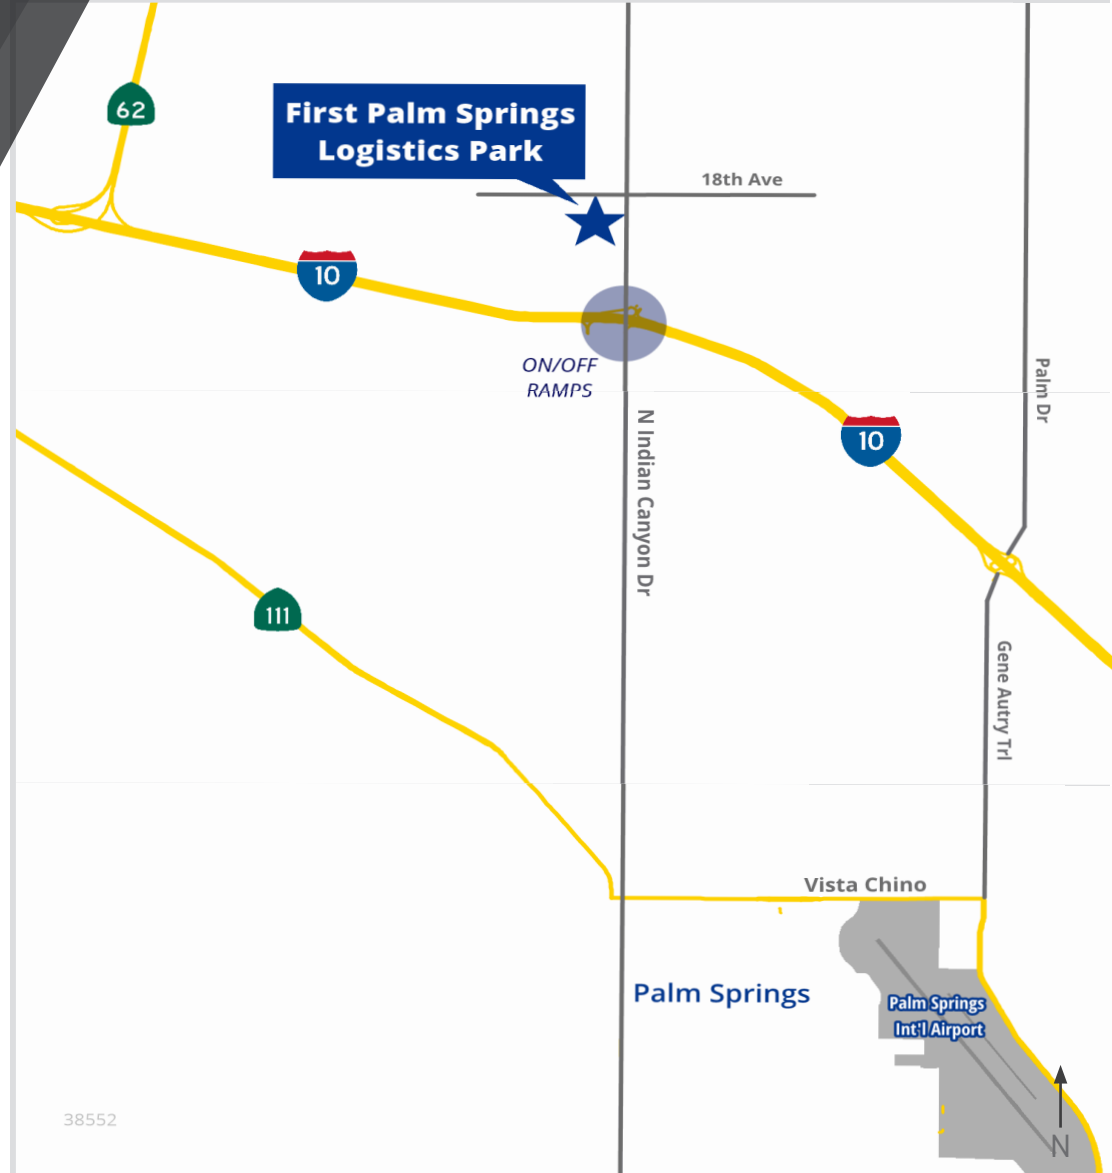 62
First Palm Springs
Logistics Park
18th Ave
10
ON/OFF
RAMPS
Palm Dr
N Indian Canyon Dr
10
111
Gene Autry Trl
Vista Chino
Palm Springs
Palm Springs
Int'l Airport
38552
N